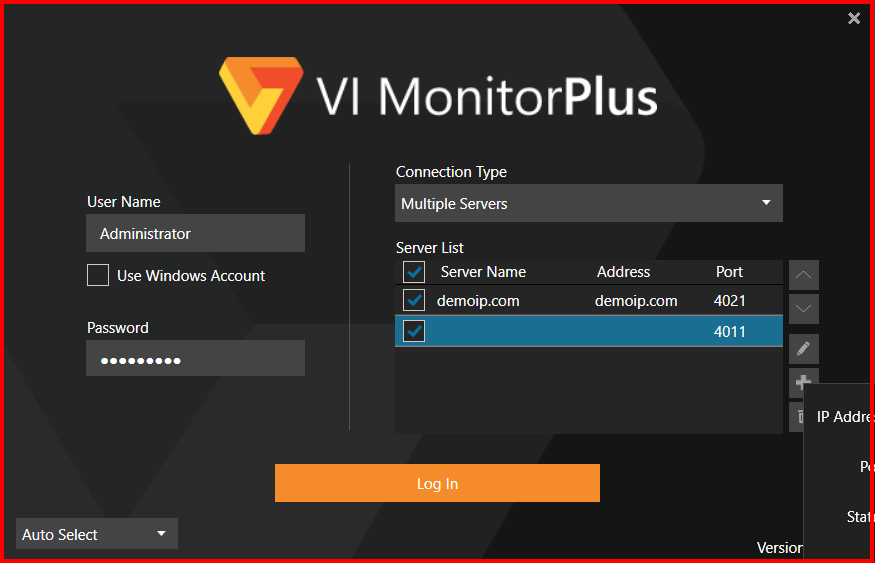 VI MonitorPlus
Connection Type
Multiple Servers
User Name
Administrator
Use Windows Account
Password
Server List
Server Name Address Port
demoip.com demoip.com 4021
4011
IP Addre
Po
Stat
Log In
Auto Select
Version